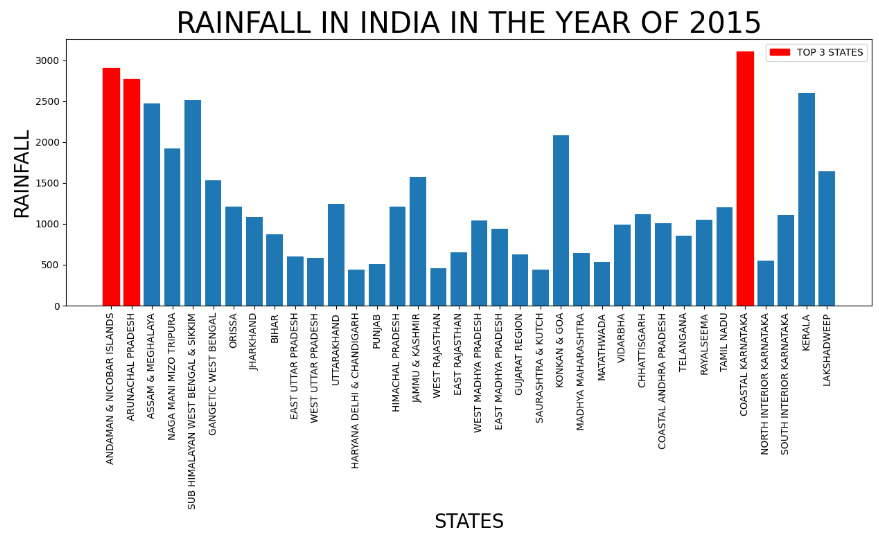 RAINFALL IN INDIA IN THE YEAR OF 2015
TOP 3 STATES
RAINFALL
3000
2500
2000
1500
1000
500
0
ANDAMAN & NICOBAR ISLANDS
ARUNACHAL PRADESH
ASSAM & MEGHALAYA
NAGA MANI MIZO TRIPURA
SUB HIMALAYAN WEST BENGAL & SIKKIM
GANGETIC WEST BENGAL
ORISSA
JHARKHAND
BIHAR
EAST UTTAR PRADESH
WEST UTTAR PRADESH
UTTARAKHAND
HARYANA DELHI & CHANDIGARH
PUNJAB
HIMACHAL PRADESH
JAMMU & KASHMIR
WEST RAJASTHAN
EAST RAJASTHAN
WEST MADHYA PRADESH
EAST MADHYA PRADESH
GUJARAT REGION
SAURASHTRA & KUTCH
KONKAN & GOA
MADHYA MAHARASHTRA
MATATHWADA
VIDARBHA
CHHATTISGARH
COASTAL ANDHRA PRADESH
TELANGANA
RAYALSEEMA
TAMIL NADU
COASTAL KARNATAKA
NORTH INTERIOR KARNATAKA
SOUTH INTERIOR KARNATAKA
KERALA
LAKSHADWEEP
STATES